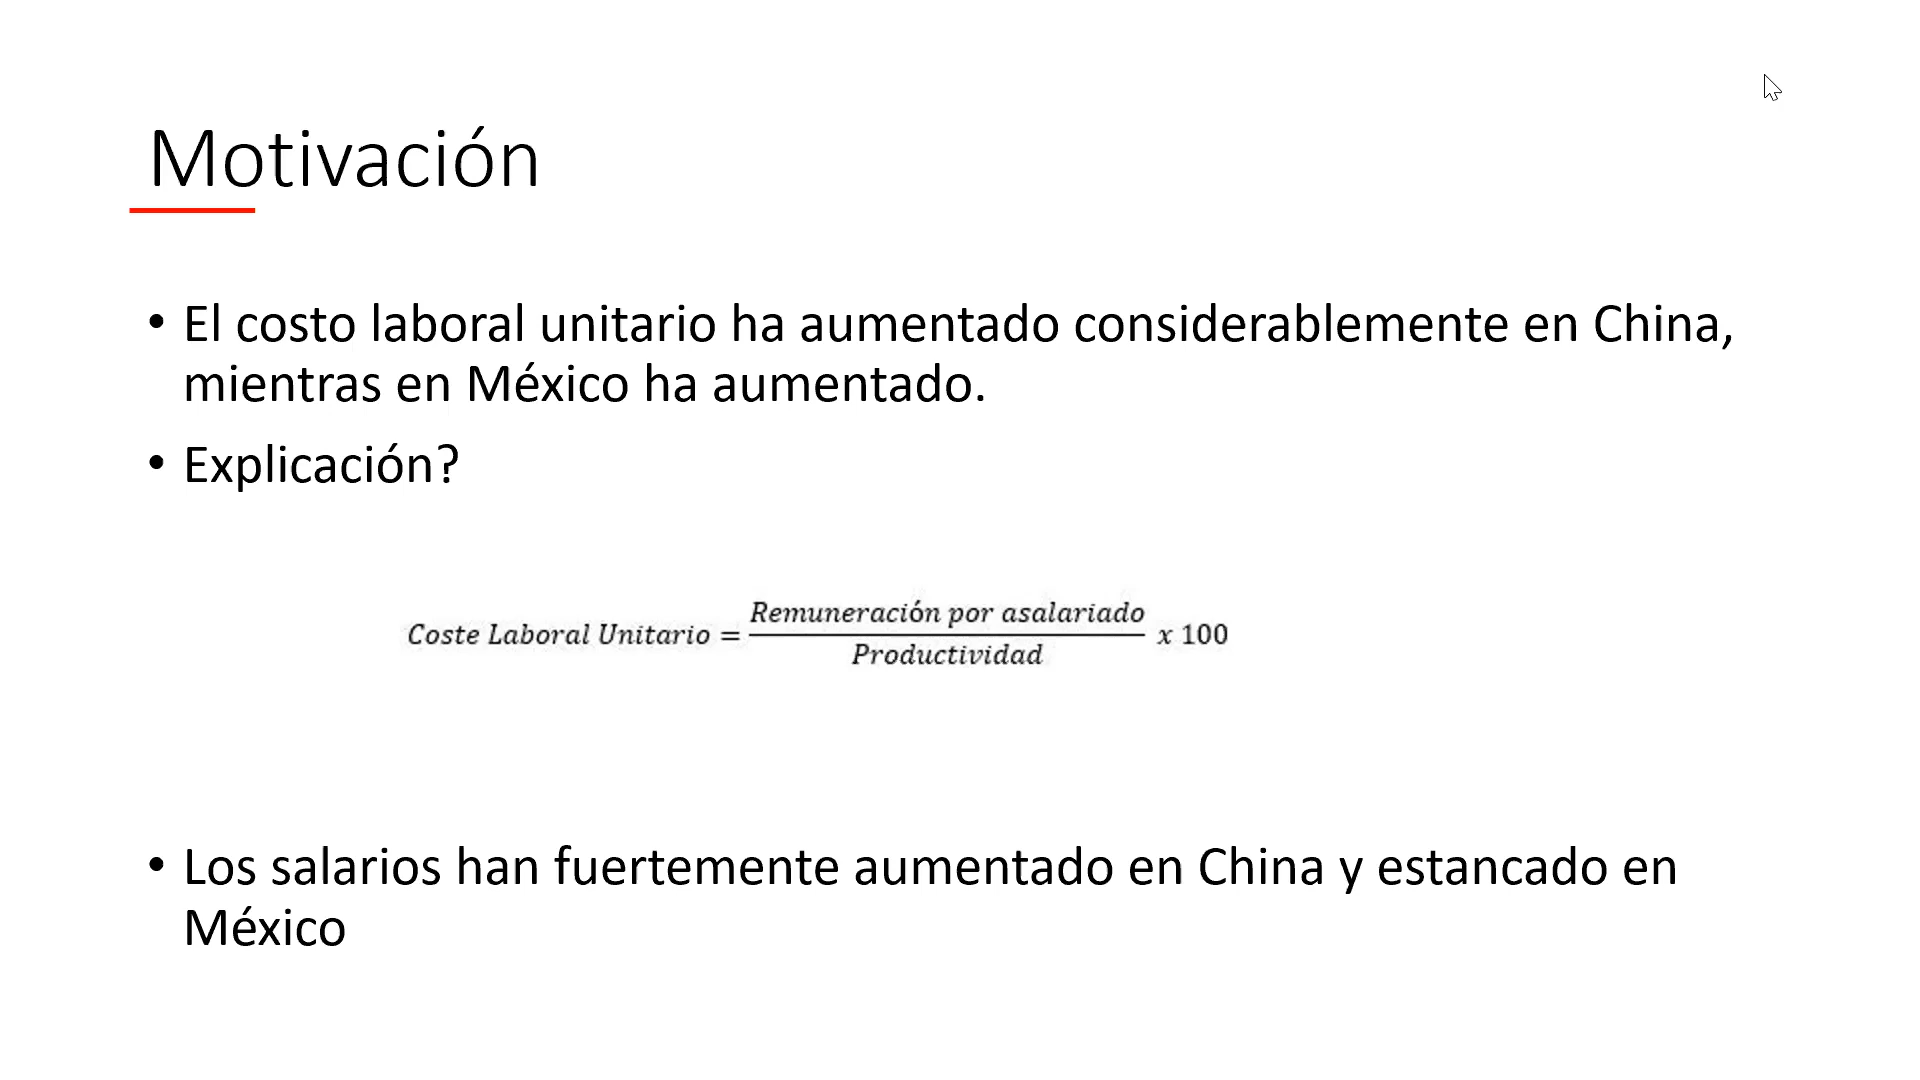 Motivación
• El costo laboral unitario ha aumentado considerablemente en China,
mientras en México ha aumentado.
• Explicación?
Coste Laboral Unitario = Remuneración por asalariado / Productividad x 100
• Los salarios han fuertemente aumentado en China y estancado en
México